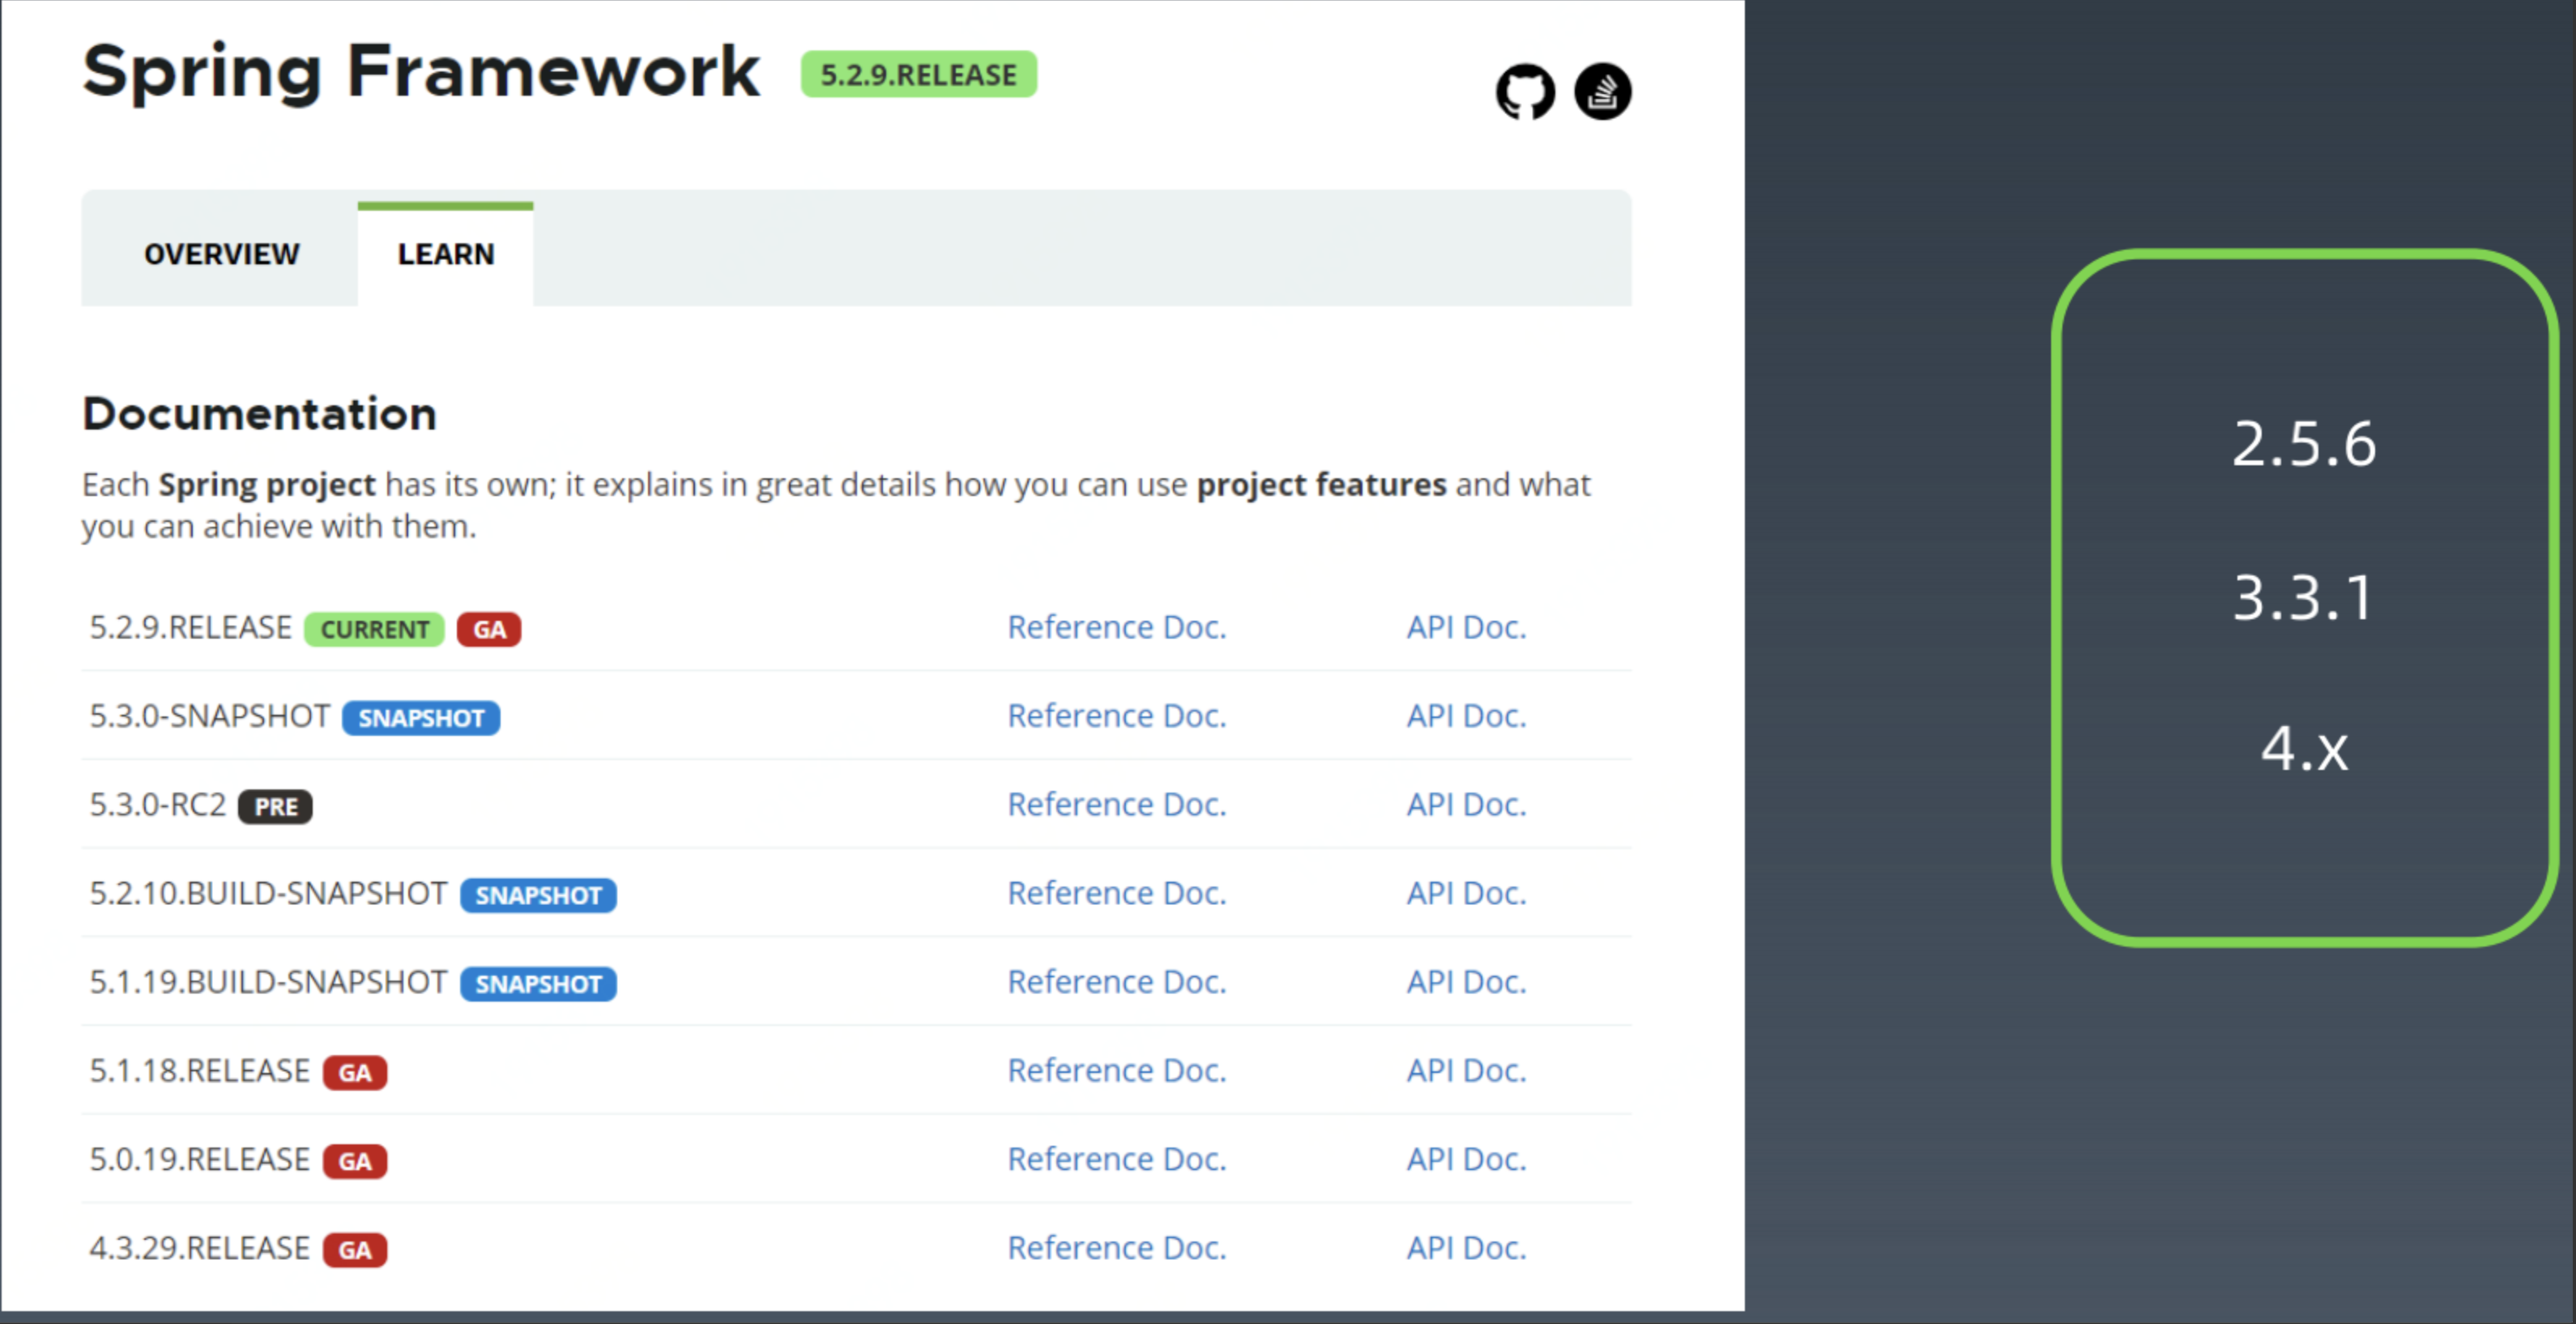 Spring Framework 5.2.9.RELEASE
OVERVIEW LEARN
Documentation
Each Spring project has its own; it explains in great details how you can use project features and what
you can achieve with them.
5.2.9.RELEASE CURRENT GA Reference Doc. API Doc.
5.3.0-SNAPSHOT SNAPSHOT Reference Doc. API Doc.
5.3.0-RC2 PRE Reference Doc. API Doc.
5.2.10.BUILD-SNAPSHOT SNAPSHOT Reference Doc. API Doc.
5.1.19.BUILD-SNAPSHOT SNAPSHOT Reference Doc. API Doc.
5.1.18.RELEASE GA Reference Doc. API Doc.
5.0.19.RELEASE GA Reference Doc. API Doc.
4.3.29.RELEASE GA Reference Doc. API Doc.
2.5.6
3.3.1
4.x